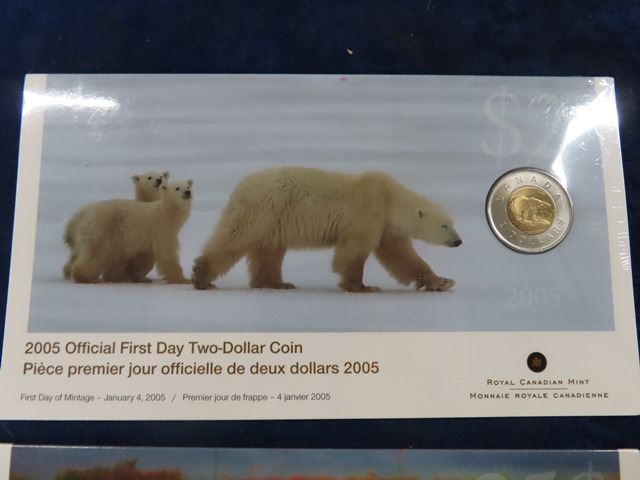 $2
CANADA
2 DOLLARS
2005
2005 Official First Day Two-Dollar Coin
Pièce premier jour officielle de deux dollars 2005
First Day of Mintage – January 4, 2005 / Premier jour de frappe – 4 janvier 2005
ROYAL CANADIAN MINT
MONNAIE ROYALE CANADIENNE